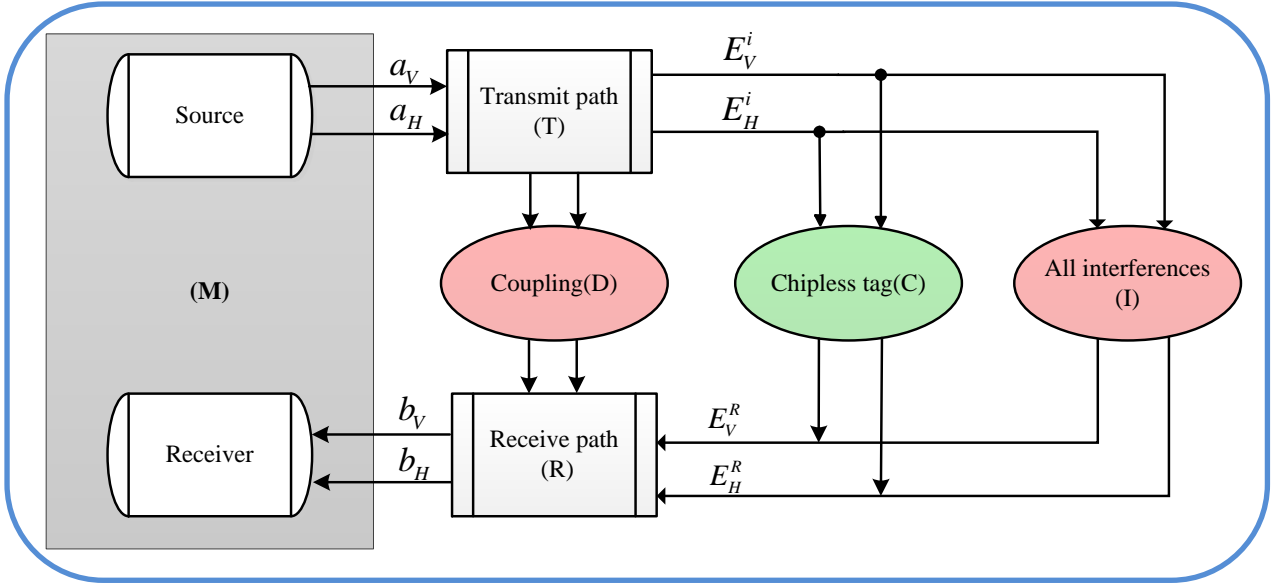 Source
a_V
a_H
Transmit path
(T)
E_V^i
E_H^i
(M)
Coupling(D)
Chipless tag(C)
All interferences
(I)
Receiver
b_V
b_H
Receive path
(R)
E_V^R
E_H^R